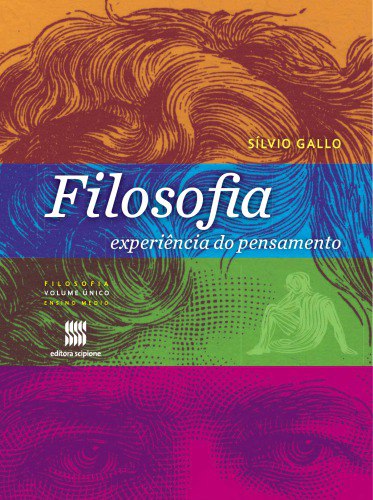 SÍLVIO GALLO
Filosofia
experiência do pensamento
FILOSOFIA
VOLUME ÚNICO
ENSINO MÉDIO
editora scipione